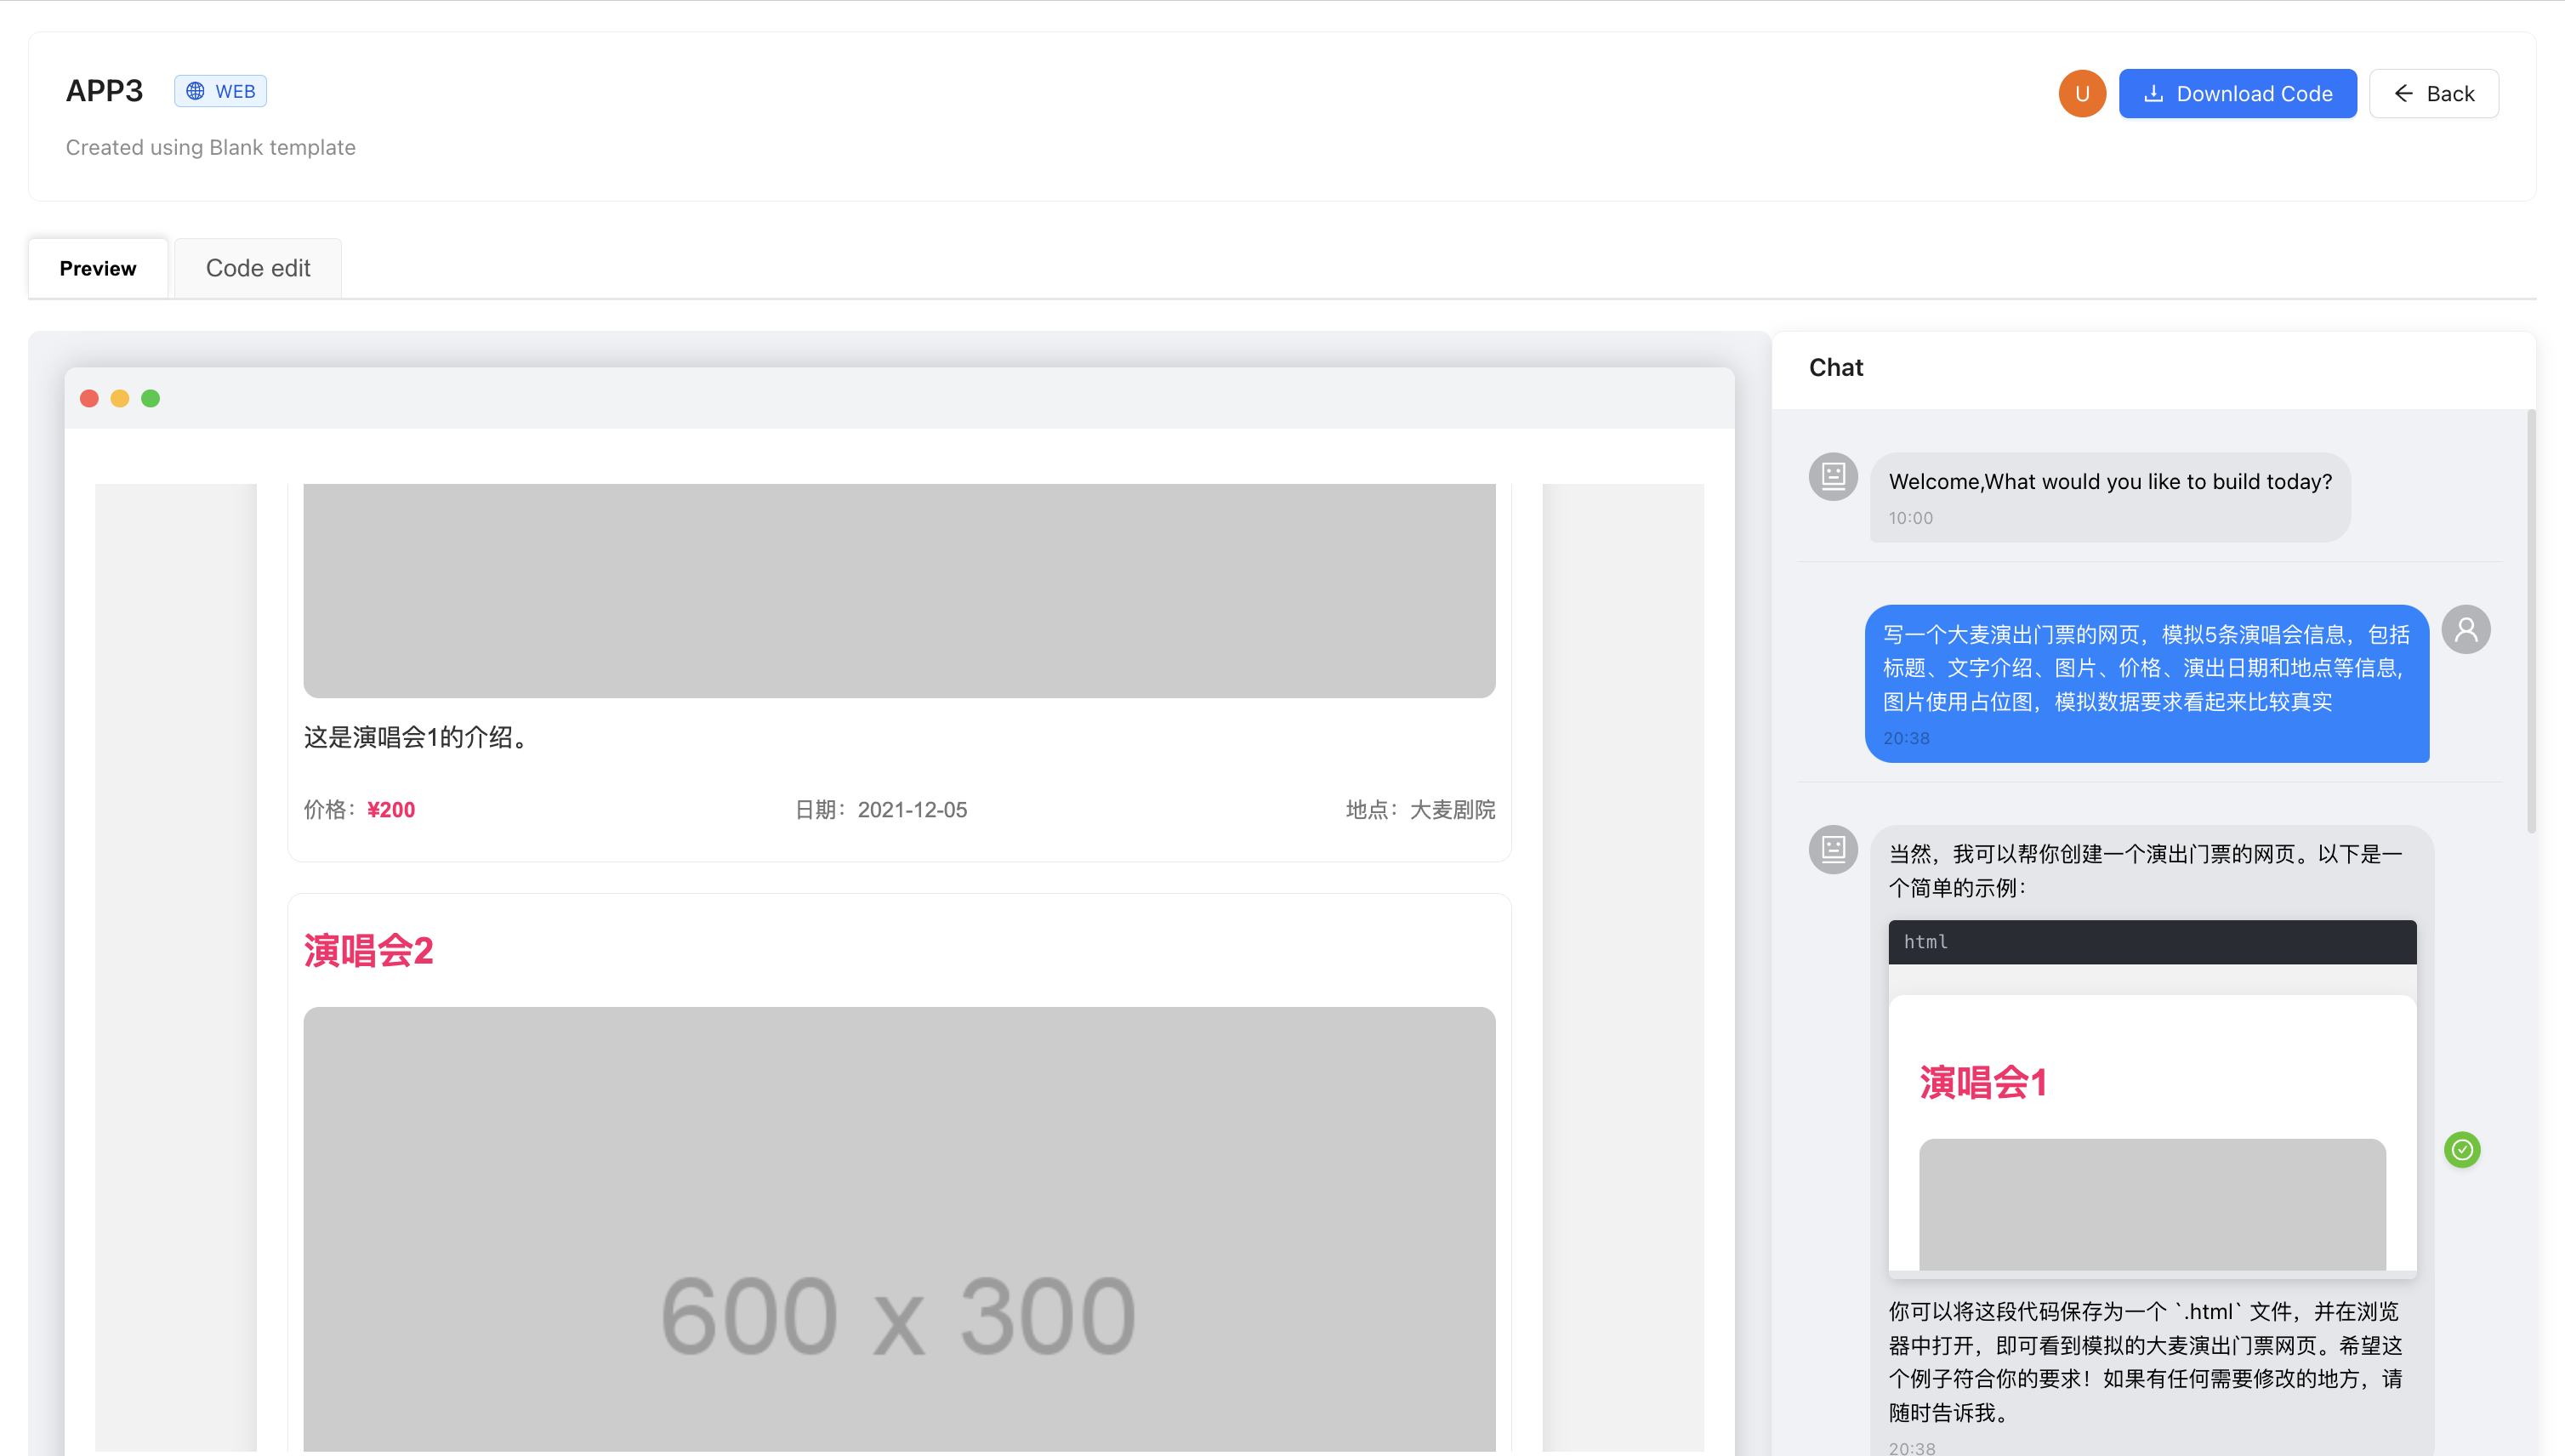 APP3
WEB
Created using Blank template
U
Download Code
Back
Preview
Code edit
这是演唱会1的介绍。
价格：¥200
日期：2021-12-05
地点：大麦剧院
演唱会2
600 x 300
Chat
Welcome,What would you like to build today?
10:00
写一个大麦演出门票的网页，模拟5条演唱会信息，包括
标题、文字介绍、图片、价格、演出日期和地点等信息,
图片使用占位图，模拟数据要求看起来比较真实
20:38
当然，我可以帮你创建一个演出门票的网页。以下是一
个简单的示例：
html
演唱会1
你可以将这段代码保存为一个 `.html` 文件，并在浏览
器中打开，即可看到模拟的大麦演出门票网页。希望这
个例子符合你的要求！如果有任何需要修改的地方，请
随时告诉我。
20:38